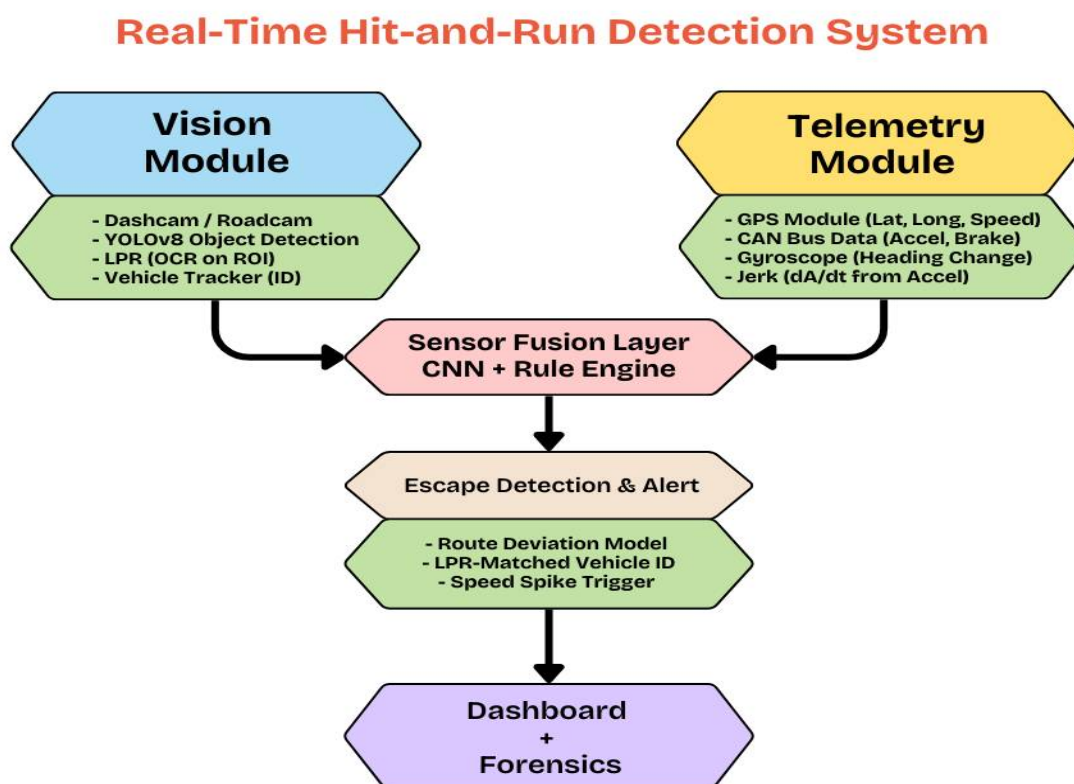 Real-Time Hit-and-Run Detection System
Vision
Module
- Dashcam / Roadcam
- YOLOv8 Object Detection
- LPR (OCR on ROI)
- Vehicle Tracker (ID)
Telemetry
Module
- GPS Module (Lat, Long, Speed)
- CAN Bus Data (Accel, Brake)
- Gyroscope (Heading Change)
- Jerk (dA/dt from Accel)
Sensor Fusion Layer
CNN + Rule Engine
Escape Detection & Alert
- Route Deviation Model
- LPR-Matched Vehicle ID
- Speed Spike Trigger
Dashboard
+
Forensics